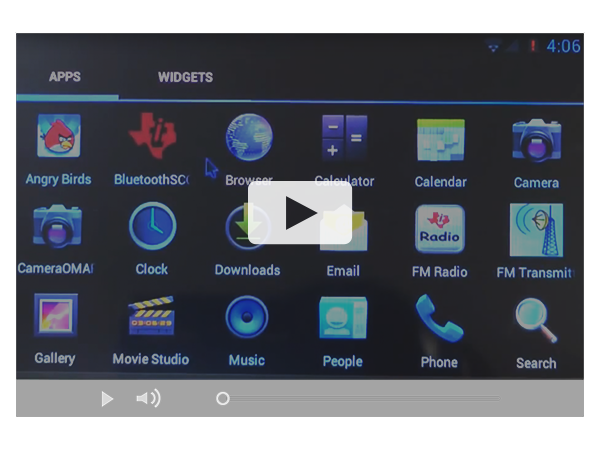 4:06
APPS WIDGETS
Angry Birds BluetoothSC Browser Calculator Calendar Camera
CameraOMA Clock Downloads Email FM Radio FM Transmit
Radio
Gallery Movie Studio Music People Phone Search